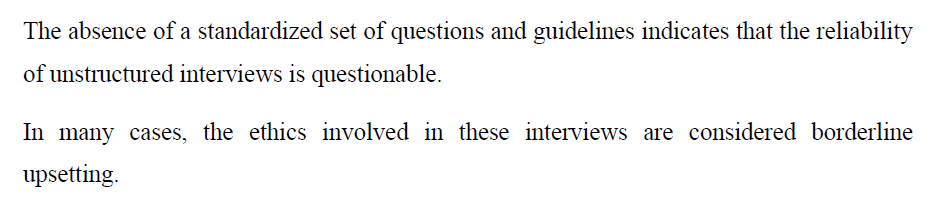 The absence of a standardized set of questions and guidelines indicates that the reliability
of unstructured interviews is questionable.
In many cases, the ethics involved in these interviews are considered borderline
upsetting.